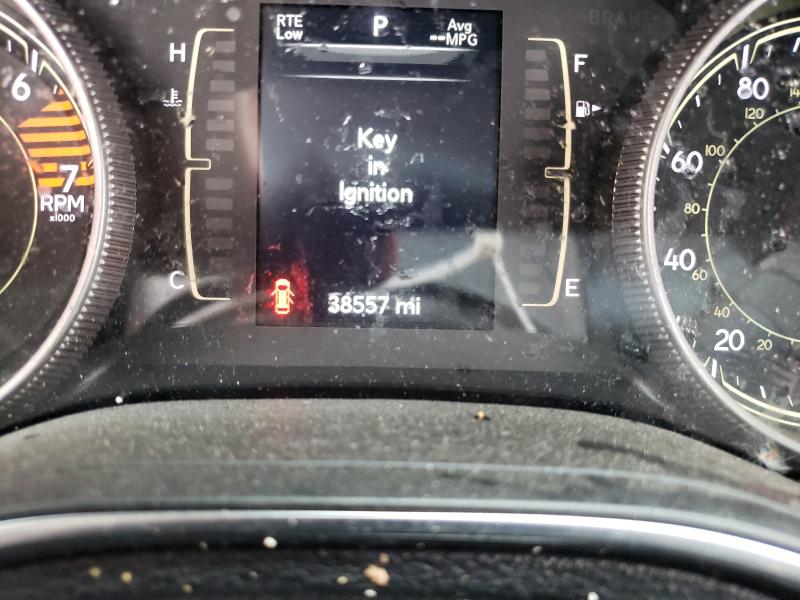 RTE
Low
P
Avg
--MPG
H
F
Key
in
Ignition
C
E
38557 mi
6
7
RPM
x1000
80
120
60
100
80
40
60
40
20
20